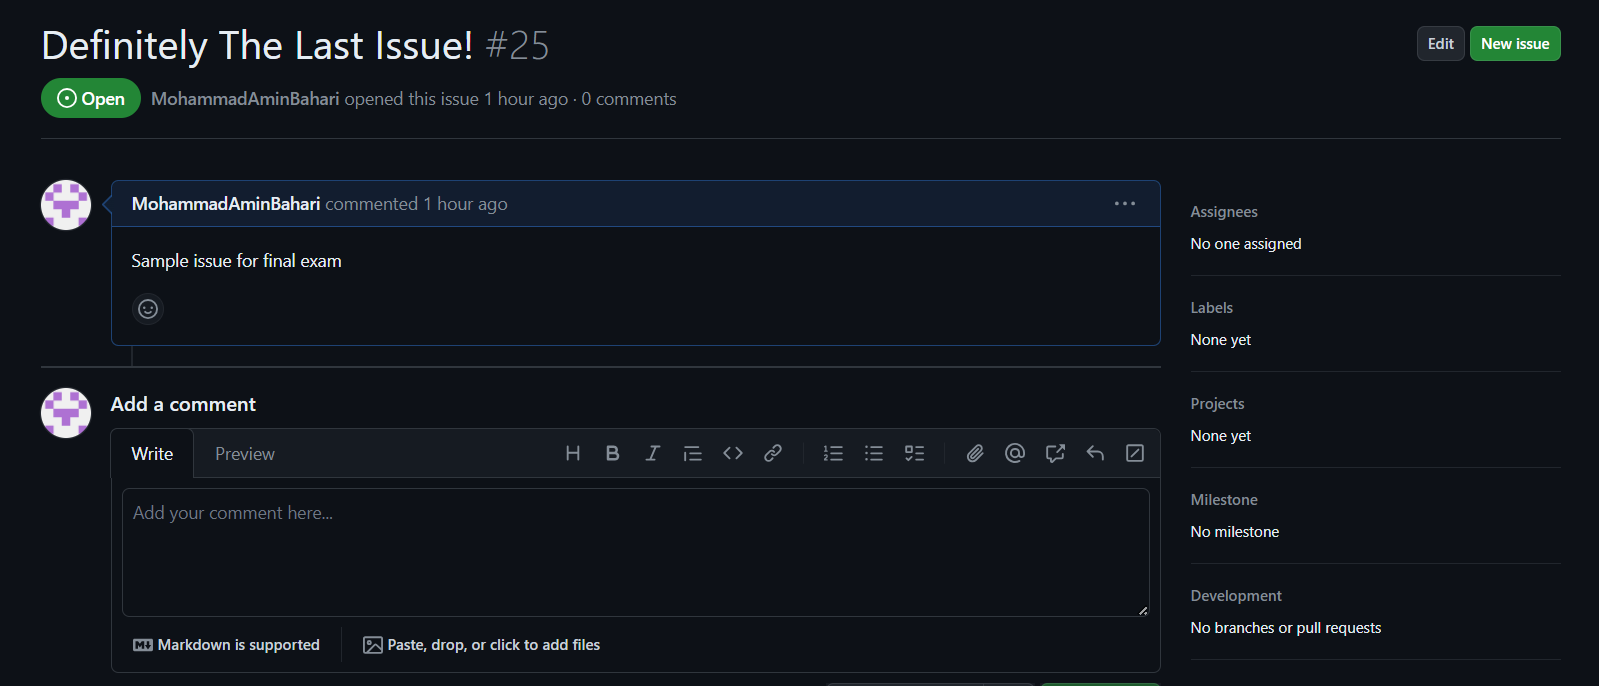 Definitely The Last Issue! #25
Edit
New issue
Open
MohammadAminBahari opened this issue 1 hour ago · 0 comments
MohammadAminBahari commented 1 hour ago
Sample issue for final exam
Assignees
No one assigned
Labels
None yet
Projects
None yet
Milestone
No milestone
Development
No branches or pull requests
Add a comment
Write
Preview
Add your comment here...
Markdown is supported
Paste, drop, or click to add files